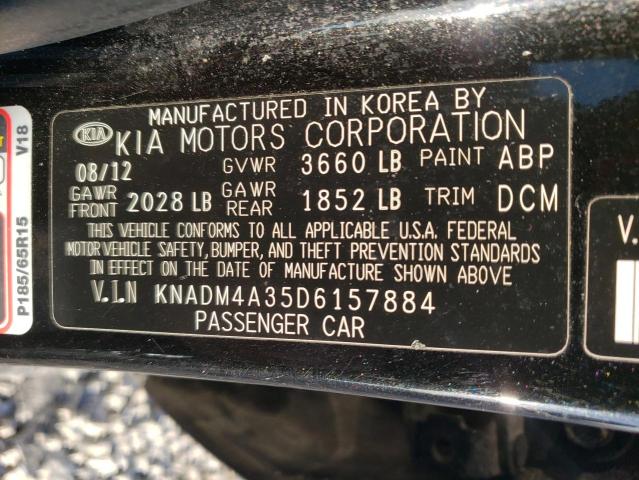 MANUFACTURED IN KOREA BY
KIA KIA MOTORS CORPORATION
08/12 GVWR 3660 LB PAINT ABP
GAWR FRONT 2028 LB GAWR REAR 1852 LB TRIM DCM
THIS VEHICLE CONFORMS TO ALL APPLICABLE U.S.A. FEDERAL
MOTOR VEHICLE SAFETY, BUMPER, AND THEFT PREVENTION STANDARDS
IN EFFECT ON THE DATE OF MANUFACTURE SHOWN ABOVE
V.I.N KNADM4A35D6157884
PASSENGER CAR
P185/65R15 V18
V.